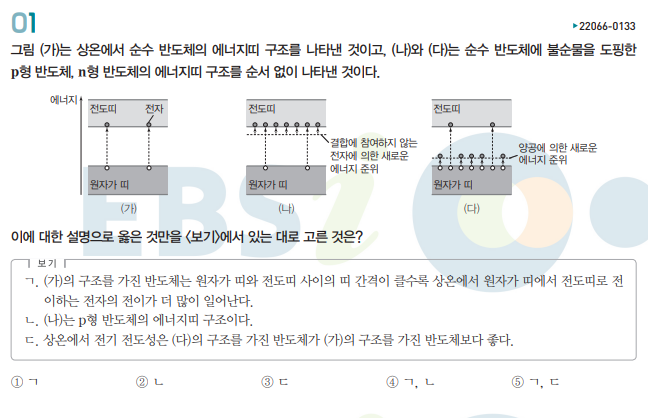 01
▶22066-0133
그림 (가)는 상온에서 순수 반도체의 에너지띠 구조를 나타낸 것이고, (나)와 (다)는 순수 반도체에 불순물을 도핑한
p형 반도체, n형 반도체의 에너지띠 구조를 순서 없이 나타낸 것이다.
에너지
전도띠
전자
원자가 띠
(가)
전도띠
결합에 참여하지 않는
전자에 의한 새로운
에너지 준위
원자가 띠
(나)
전도띠
양공에 의한 새로운
에너지 준위
원자가 띠
(다)
이에 대한 설명으로 옳은 것만을 <보기>에서 있는 대로 고른 것은?
보기
ㄱ. (가)의 구조를 가진 반도체는 원자가 띠와 전도띠 사이의 띠 간격이 클수록 상온에서 원자가 띠에서 전도띠로 전
이하는 전자의 전이가 더 많이 일어난다.
ㄴ. (나)는 p형 반도체의 에너지띠 구조이다.
ㄷ. 상온에서 전기 전도성은 (다)의 구조를 가진 반도체가 (가)의 구조를 가진 반도체보다 좋다.
① ㄱ ② ㄴ ③ ㄷ ④ ㄱ, ㄴ ⑤ ㄱ, ㄷ
EBSi